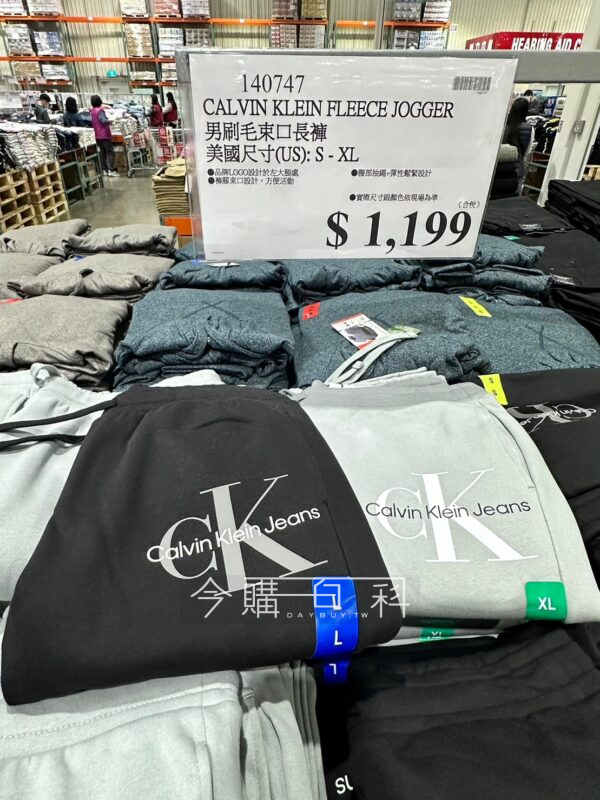 HEARING AID C
140747
CALVIN KLEIN FLEECE JOGGER
男刷毛束口長褲
美國尺寸(US): S - XL
●品牌LOGO設計於左大腿處
●腰部抽繩+彈性鬆緊設計
●褲腳束口設計，方便活動
●實際尺寸跟顏色依現場為準
(含稅)
$ 1,199
CK
Calvin Klein Jeans
CK
Calvin Klein Jeans
L
L
XL
今購百科
DAYBUY.TW
S